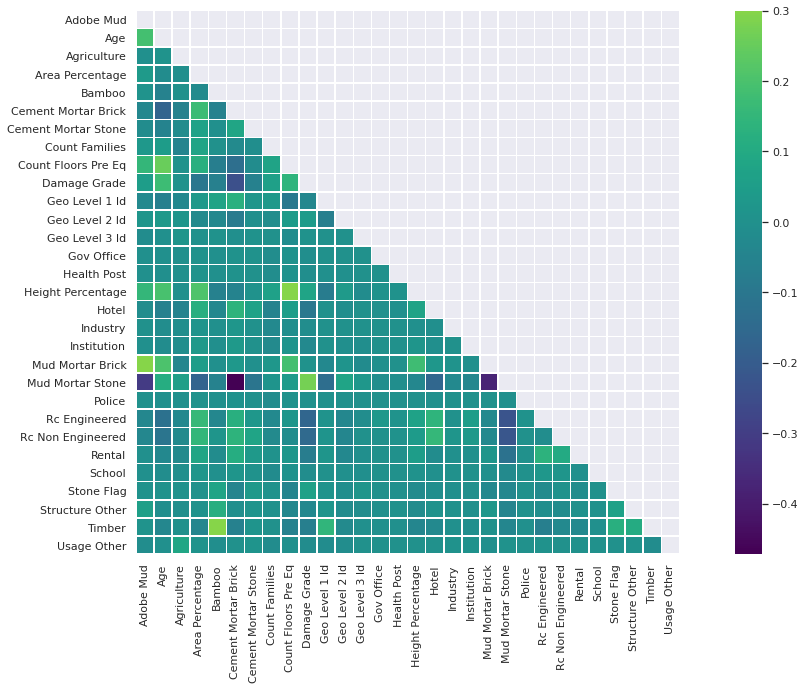 Adobe Mud
Age
Agriculture
Area Percentage
Bamboo
Cement Mortar Brick
Cement Mortar Stone
Count Families
Count Floors Pre Eq
Damage Grade
Geo Level 1 Id
Geo Level 2 Id
Geo Level 3 Id
Gov Office
Health Post
Height Percentage
Hotel
Industry
Institution
Mud Mortar Brick
Mud Mortar Stone
Police
Rc Engineered
Rc Non Engineered
Rental
School
Stone Flag
Structure Other
Timber
Usage Other
Adobe Mud
Age
Agriculture
Area Percentage
Bamboo
Cement Mortar Brick
Cement Mortar Stone
Count Families
Count Floors Pre Eq
Damage Grade
Geo Level 1 Id
Geo Level 2 Id
Geo Level 3 Id
Gov Office
Health Post
Height Percentage
Hotel
Industry
Institution
Mud Mortar Brick
Mud Mortar Stone
Police
Rc Engineered
Rc Non Engineered
Rental
School
Stone Flag
Structure Other
Timber
Usage Other
0.3
0.2
0.1
0.0
−0.1
−0.2
−0.3
−0.4